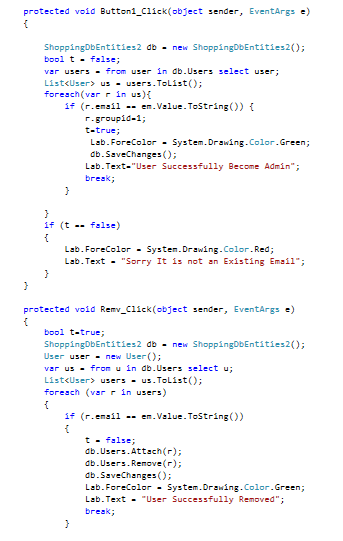 protected void Button1_Click(object sender, EventArgs e)
{
ShoppingDbEntities2 db = new ShoppingDbEntities2();
bool t = false;
var users = from user in db.Users select user;
List<User> us = users.ToList();
foreach(var r in us){
if (r.email == em.Value.ToString()) {
r.groupid=1;
t=true;
Lab.ForeColor = System.Drawing.Color.Green;
db.SaveChanges();
Lab.Text="User Successfully Become Admin";
break;
}
}
if (t == false)
{
Lab.ForeColor = System.Drawing.Color.Red;
Lab.Text = "Sorry It is not an Existing Email";
}
}
protected void Remv_Click(object sender, EventArgs e)
{
bool t=true;
ShoppingDbEntities2 db = new ShoppingDbEntities2();
User user = new User();
var us = from u in db.Users select u;
List<User> users = us.ToList();
foreach (var r in users)
{
if (r.email == em.Value.ToString())
{
t = false;
db.Users.Attach(r);
db.Users.Remove(r);
db.SaveChanges();
Lab.ForeColor = System.Drawing.Color.Green;
Lab.Text = "User Successfully Removed";
break;
}